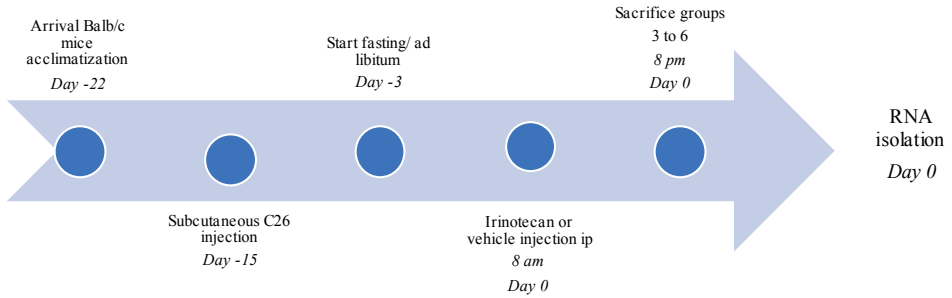 Arrival Balb/c
mice
acclimatization
Day -22
Subcutaneous C26
injection
Day -15
Start fasting/ ad
libitum
Day -3
Irinotecan or
vehicle injection ip
8 am
Day 0
Sacrifice groups
3 to 6
8 pm
Day 0
RNA
isolation
Day 0